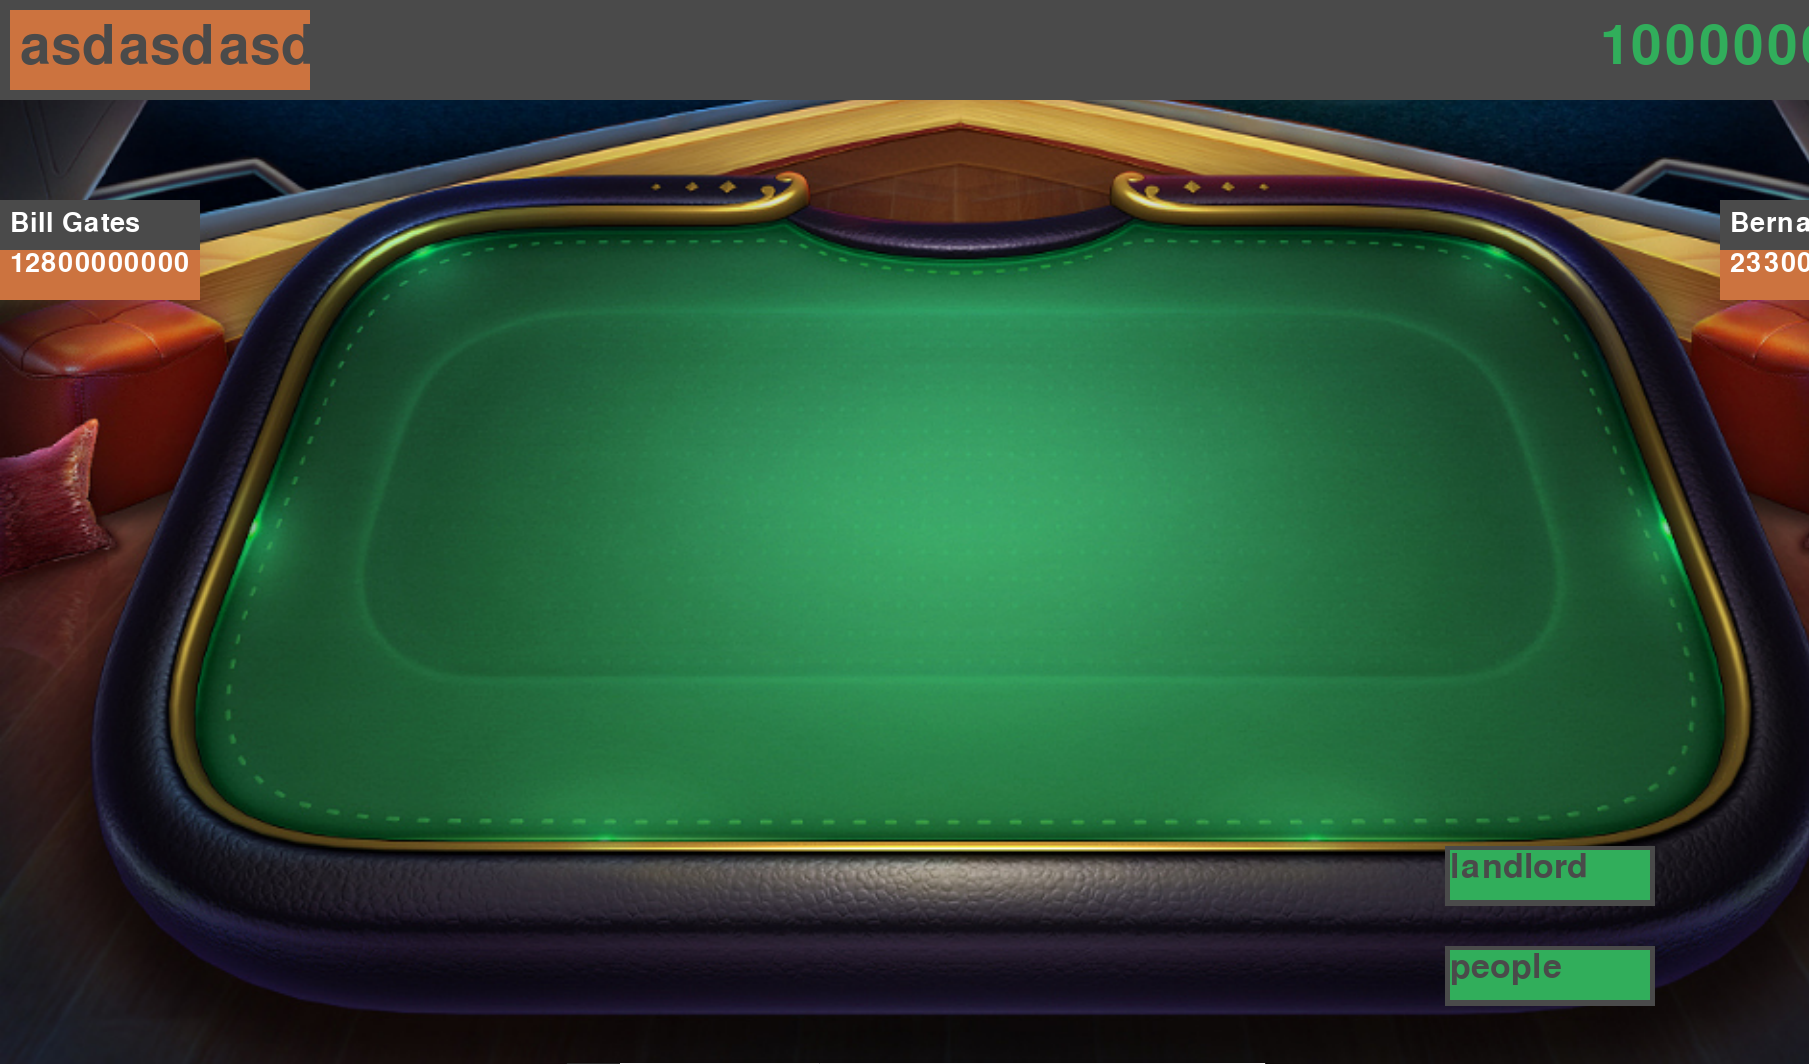 asdasdasd
1000000
Bill Gates
12800000000
Berna
23300
landlord
people